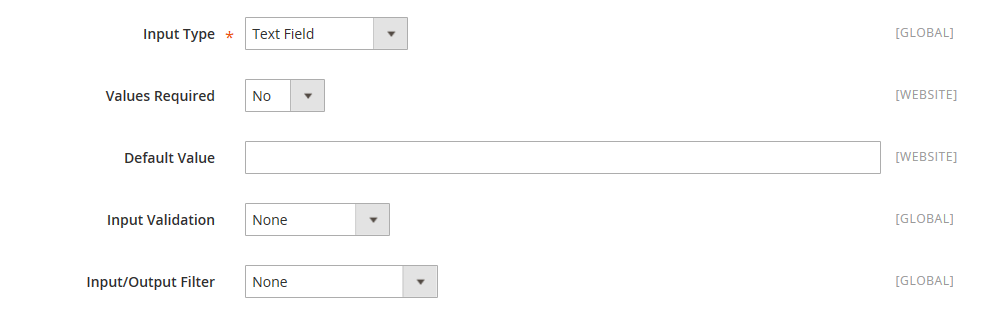 Input Type * Text Field [GLOBAL]
Values Required No [WEBSITE]
Default Value [WEBSITE]
Input Validation None [GLOBAL]
Input/Output Filter None [GLOBAL]